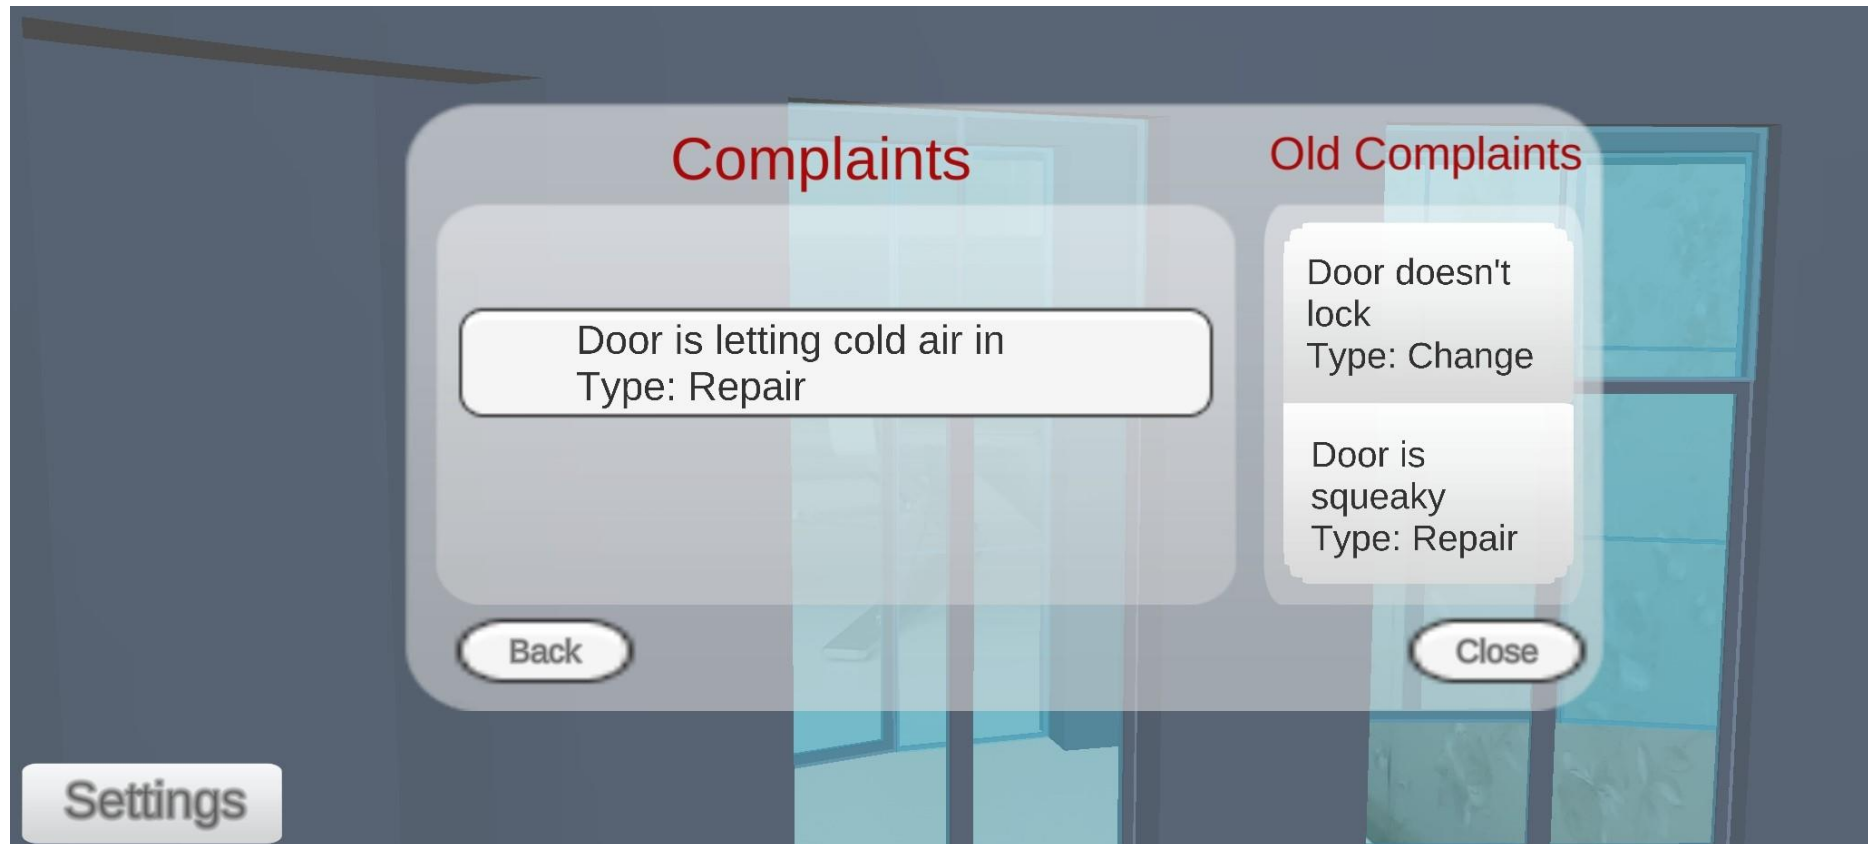 Complaints
Old Complaints
Door is letting cold air in
Type: Repair
Door doesn't
lock
Type: Change
Door is
squeaky
Type: Repair
Back
Close
Settings